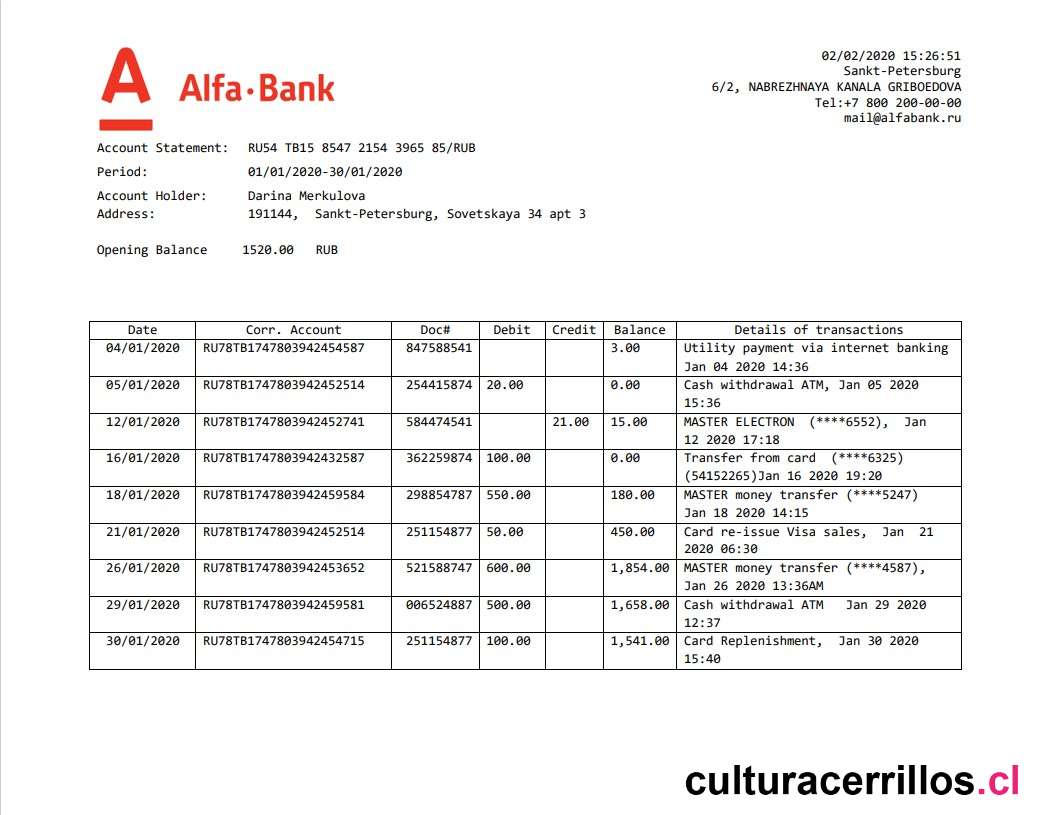 02/02/2020 15:26:51
Alfa·Bank
Sankt-Petersburg
6/2, NABREZHNAYA KANALA GRIBOEDOVA
Tel:+7 800 200-00-00
mail@alfabank.ru
Account Statement: RU54 TB15 8547 2154 3965 85/RUB
Period: 01/01/2020-30/01/2020
Account Holder: Darina Merkulova
Address: 191144, Sankt-Petersburg, Sovetskaya 34 apt 3
Opening Balance 1520.00 RUB
Date Corr. Account Doc# Debit Credit Balance Details of transactions
04/01/2020 RU78TB1747803942454587 847588541 3.00 Utility payment via internet banking
Jan 04 2020 14:36
05/01/2020 RU78TB1747803942452514 254415874 20.00 0.00 Cash withdrawal ATM, Jan 05 2020
15:36
12/01/2020 RU78TB1747803942452741 584474541 21.00 15.00 MASTER ELECTRON (****6552), Jan
12 2020 17:18
16/01/2020 RU78TB1747803942432587 362259874 100.00 0.00 Transfer from card (****6325)
(54152265)Jan 16 2020 19:20
18/01/2020 RU78TB1747803942459584 298854787 550.00 180.00 MASTER money transfer (****5247)
Jan 18 2020 14:15
21/01/2020 RU78TB1747803942452514 251154877 50.00 450.00 Card re-issue Visa sales, Jan 21
2020 06:30
26/01/2020 RU78TB1747803942453652 521588747 600.00 1,854.00 MASTER money transfer (****4587),
Jan 26 2020 13:36AM
29/01/2020 RU78TB1747803942459581 006524887 500.00 1,658.00 Cash withdrawal ATM Jan 29 2020
12:37
30/01/2020 RU78TB1747803942454715 251154877 100.00 1,541.00 Card Replenishment, Jan 30 2020
15:40
culturacerrillos.cl